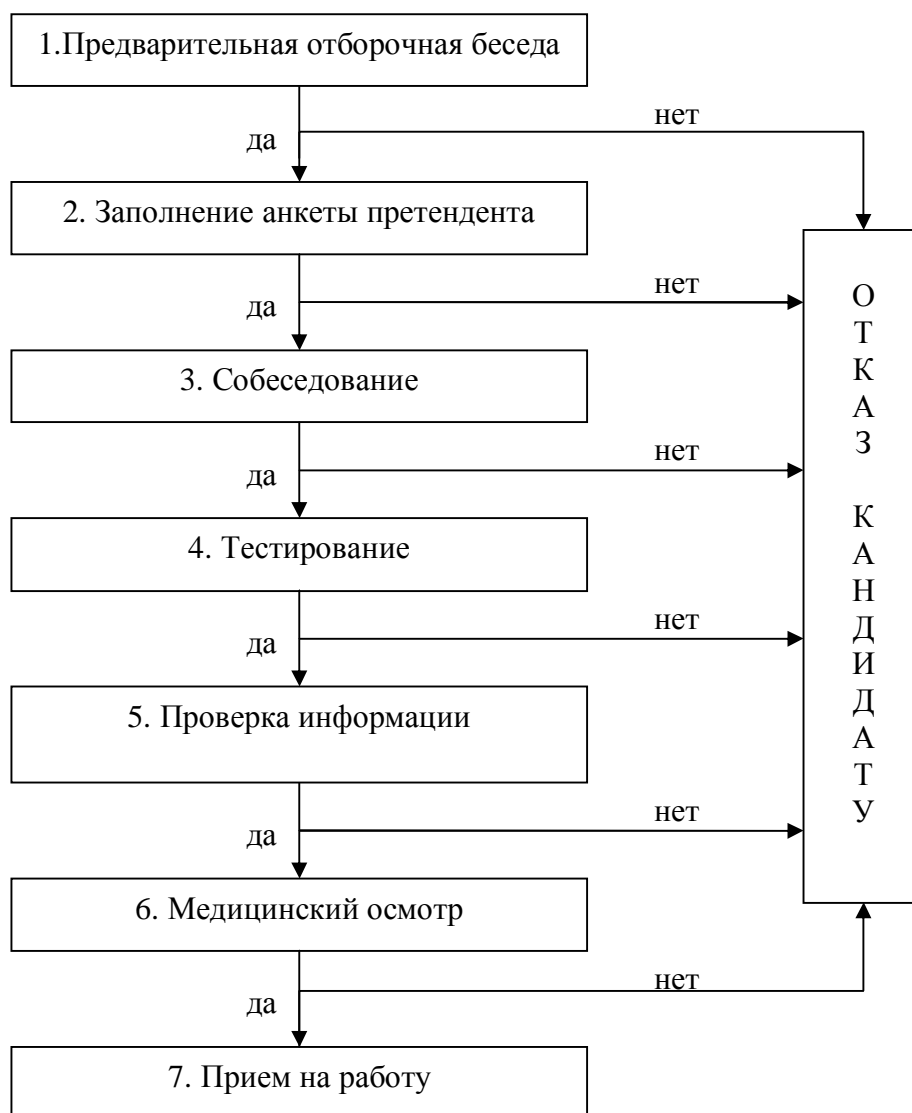 1.Предварительная отборочная беседа
нет
да
2. Заполнение анкеты претендента
нет
да
3. Собеседование
нет
да
4. Тестирование
нет
да
5. Проверка информации
нет
да
6. Медицинский осмотр
нет
да
7. Прием на работу
О
Т
К
А
З
К
А
Н
Д
И
Д
А
Т
У